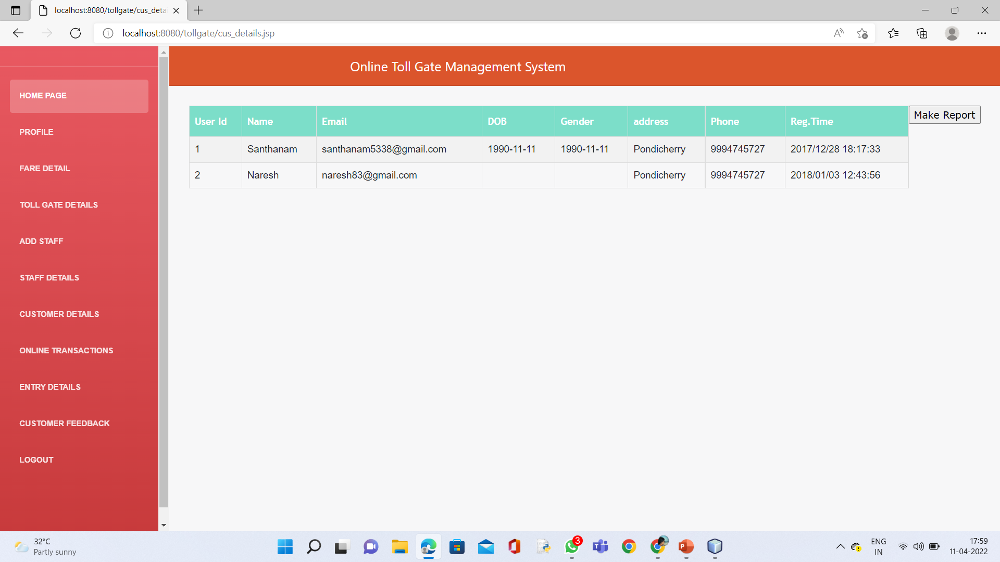 localhost:8080/tollgate/cus_deta
localhost:8080/tollgate/cus_details.jsp
Online Toll Gate Management System
HOME PAGE
PROFILE
FARE DETAIL
TOLL GATE DETAILS
ADD STAFF
STAFF DETAILS
CUSTOMER DETAILS
ONLINE TRANSACTIONS
ENTRY DETAILS
CUSTOMER FEEDBACK
LOGOUT
User Id Name Email DOB Gender address Phone Reg.Time
1 Santhanam santhanam5338@gmail.com 1990-11-11 1990-11-11 Pondicherry 9994745727 2017/12/28 18:17:33
2 Naresh naresh83@gmail.com Pondicherry 9994745727 2018/01/03 12:43:56
Make Report
32°C
Partly sunny
3
ENG
IN
17:59
11-04-2022